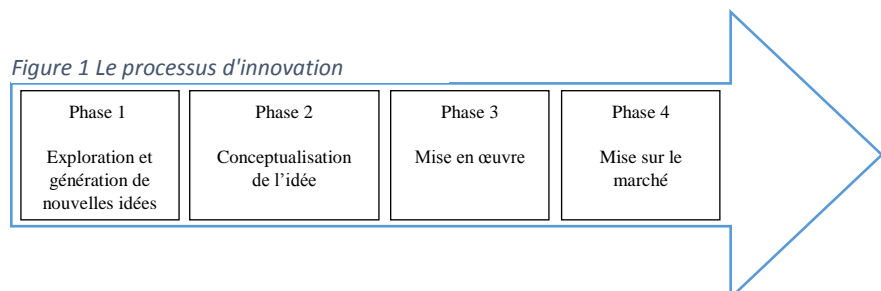 Figure 1 Le processus d'innovation
Phase 1
Exploration et
génération de
nouvelles idées
Phase 2
Conceptualisation
de l’idée
Phase 3
Mise en œuvre
Phase 4
Mise sur le
marché